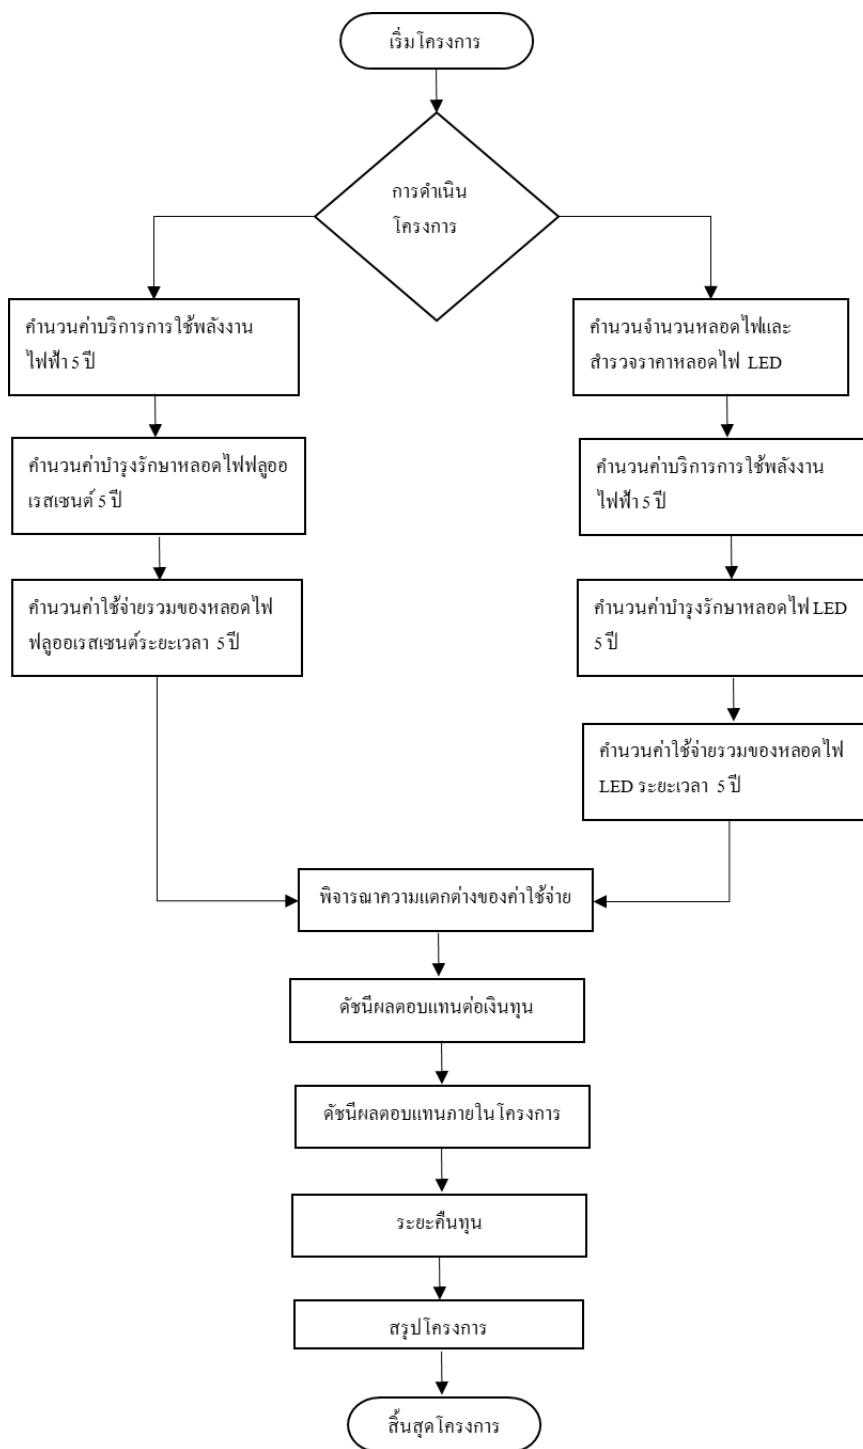 เริ่มโครงการ
การดำเนิน
โครงการ
คำนวนค่าบริการการใช้พลังงาน
ไฟฟ้า 5 ปี
คำนวนค่าบำรุงรักษาหลอดไฟฟลูออ
เรสเซนต์ 5 ปี
คำนวนค่าใช้จ่ายรวมของหลอดไฟ
ฟลูออเรสเซนต์ระยะเวลา 5 ปี
คำนวนจำนวนหลอดไฟและ
สำรวจราคาหลอดไฟ LED
คำนวนค่าบริการการใช้พลังงาน
ไฟฟ้า 5 ปี
คำนวนค่าบำรุงรักษาหลอดไฟ LED
5 ปี
คำนวนค่าใช้จ่ายรวมของหลอดไฟ
LED ระยะเวลา 5 ปี
พิจารณาความแตกต่างของค่าใช้จ่าย
ดัชนีผลตอบแทนต่อเงินทุน
ดัชนีผลตอบแทนภายในโครงการ
ระยะคืนทุน
สรุปโครงการ
สิ้นสุดโครงการ